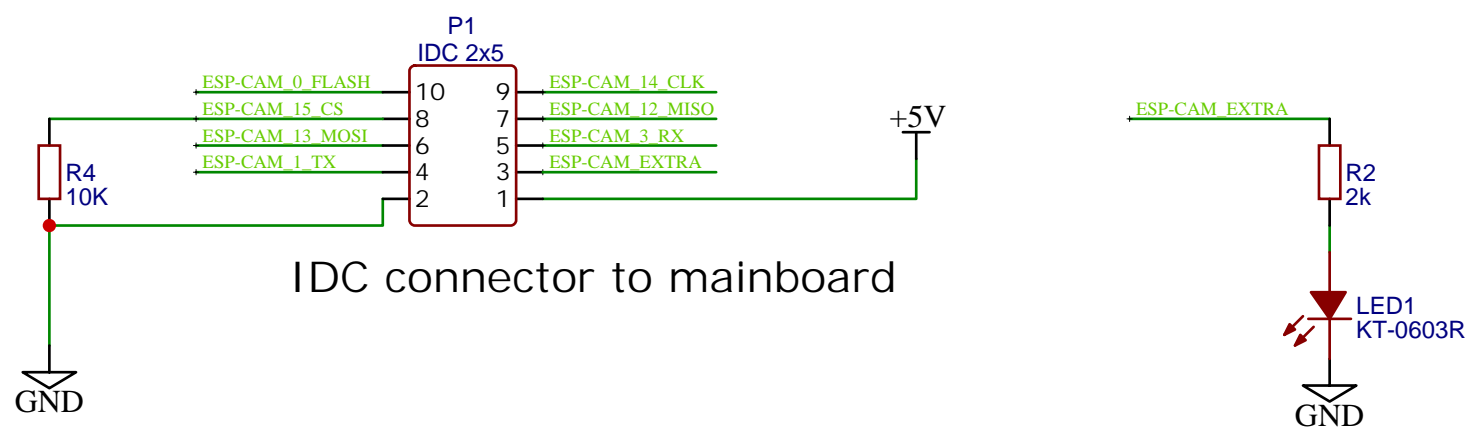 P1
IDC 2x5
ESP-CAM_0_FLASH 10 9 ESP-CAM_14_CLK
ESP-CAM_15_CS 8 7 ESP-CAM_12_MISO
ESP-CAM_13_MOSI 6 5 ESP-CAM_3_RX
ESP-CAM_1_TX 4 3 ESP-CAM_EXTRA
2 1
R4
10K
+5V
IDC connector to mainboard
GND
ESP-CAM_EXTRA
R2
2k
LED1
KT-0603R
GND